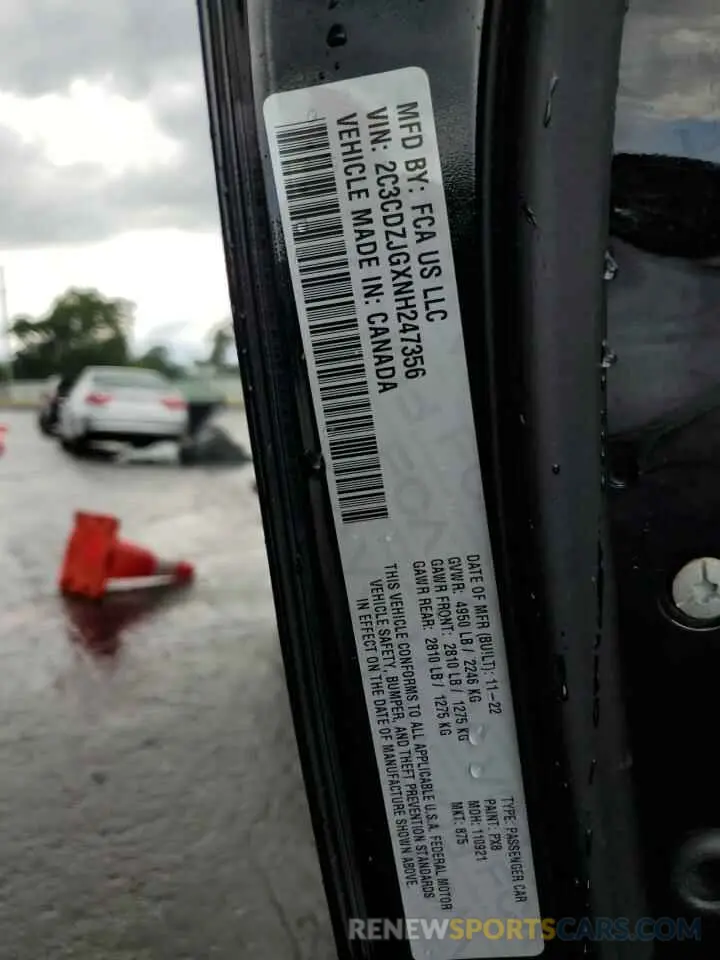 MFD BY: FCA US LLC
VIN: 2C3CDZJGXNH247356
VEHICLE MADE IN: CANADA
DATE OF MFR (BUILT): 11-22
GVWR: 4950 LB / 2246 KG
GAWR FRONT: 2810 LB / 1275 KG
GAWR REAR: 2810 LB / 1275 KG
TYPE: PASSENGER CAR
PAINT: PX8
MDH: 110921
MKT: 875
THIS VEHICLE CONFORMS TO ALL APPLICABLE U.S.A. FEDERAL MOTOR
VEHICLE SAFETY, BUMPER, AND THEFT PREVENTION STANDARDS
IN EFFECT ON THE DATE OF MANUFACTURE SHOWN ABOVE.
RENEWSPORTSCARS.COM